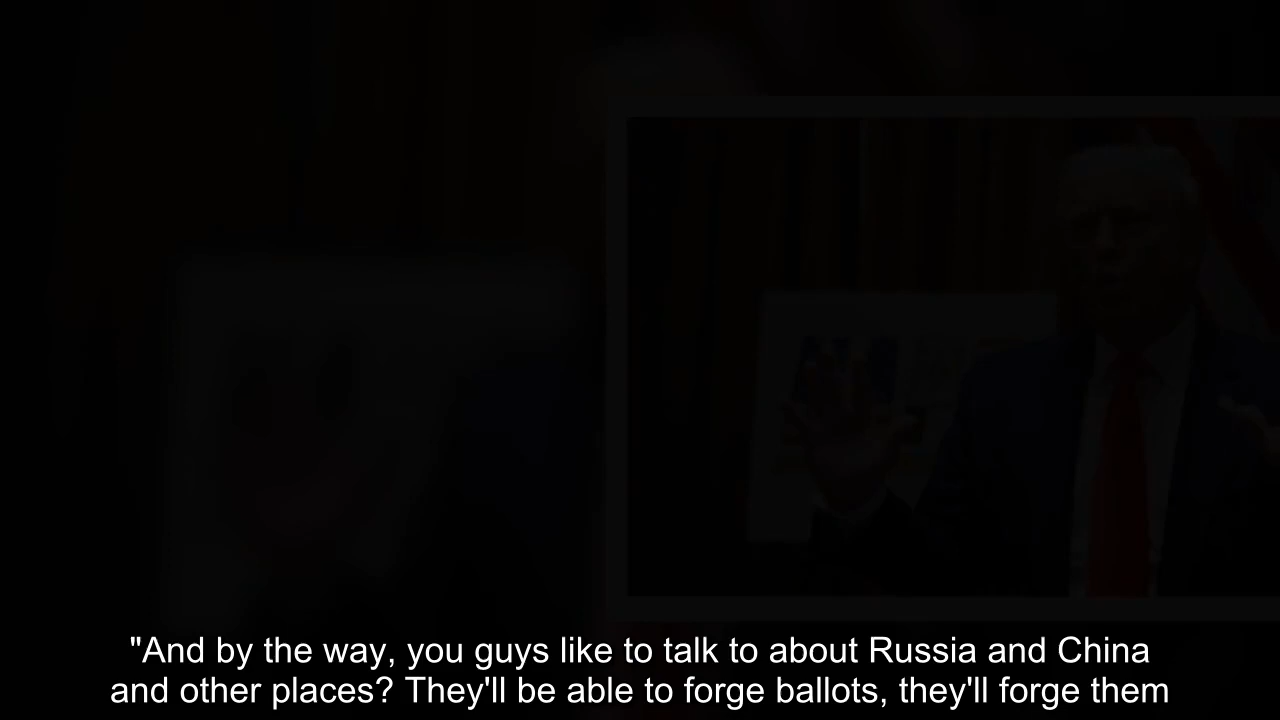 "And by the way, you guys like to talk to about Russia and China
and other places? They'll be able to forge ballots, they'll forge them